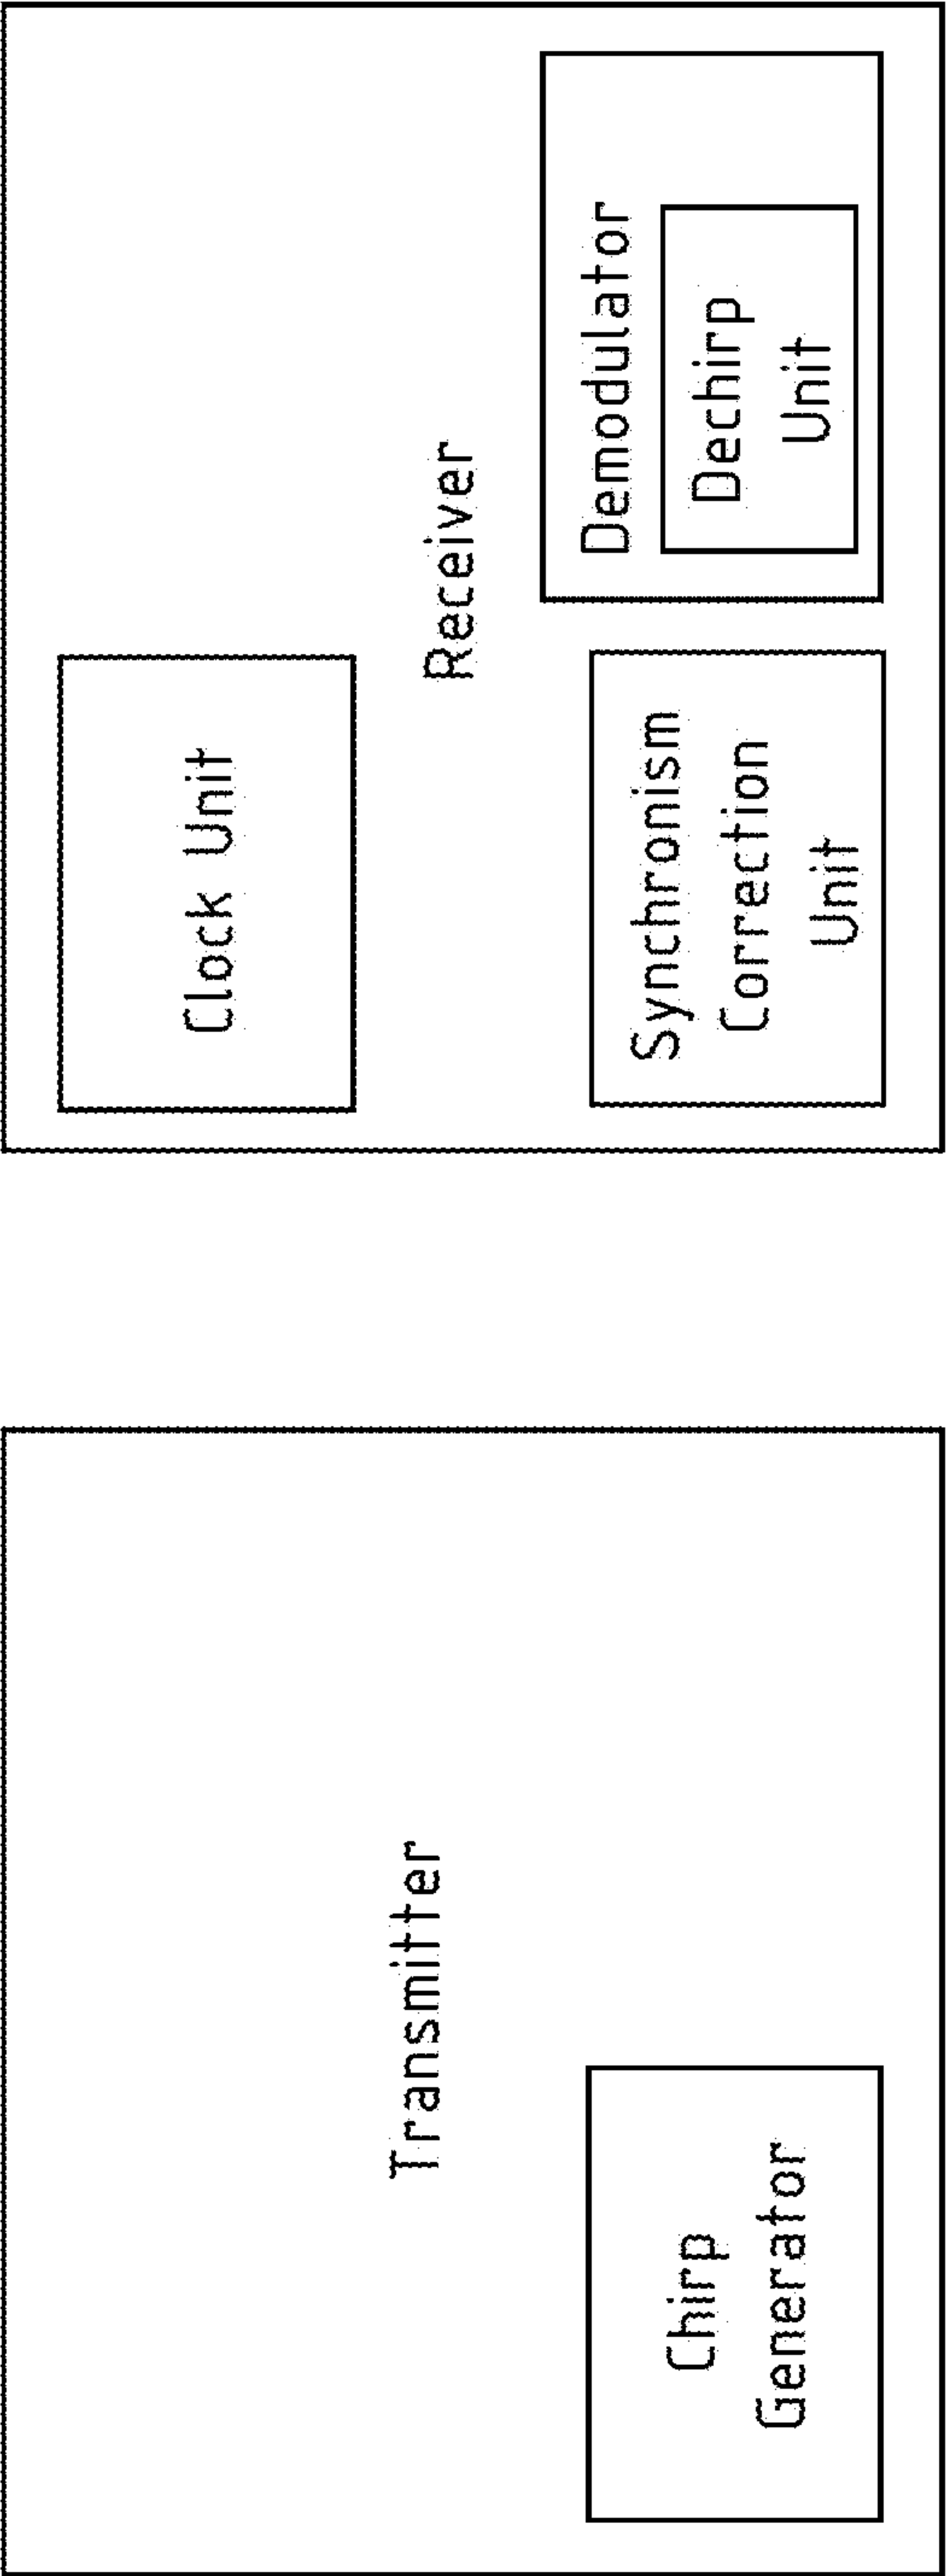 Transmitter
Chirp
Generator
Clock Unit
Receiver
Synchronism
Correction
Unit
Demodulator
Dechirp
Unit